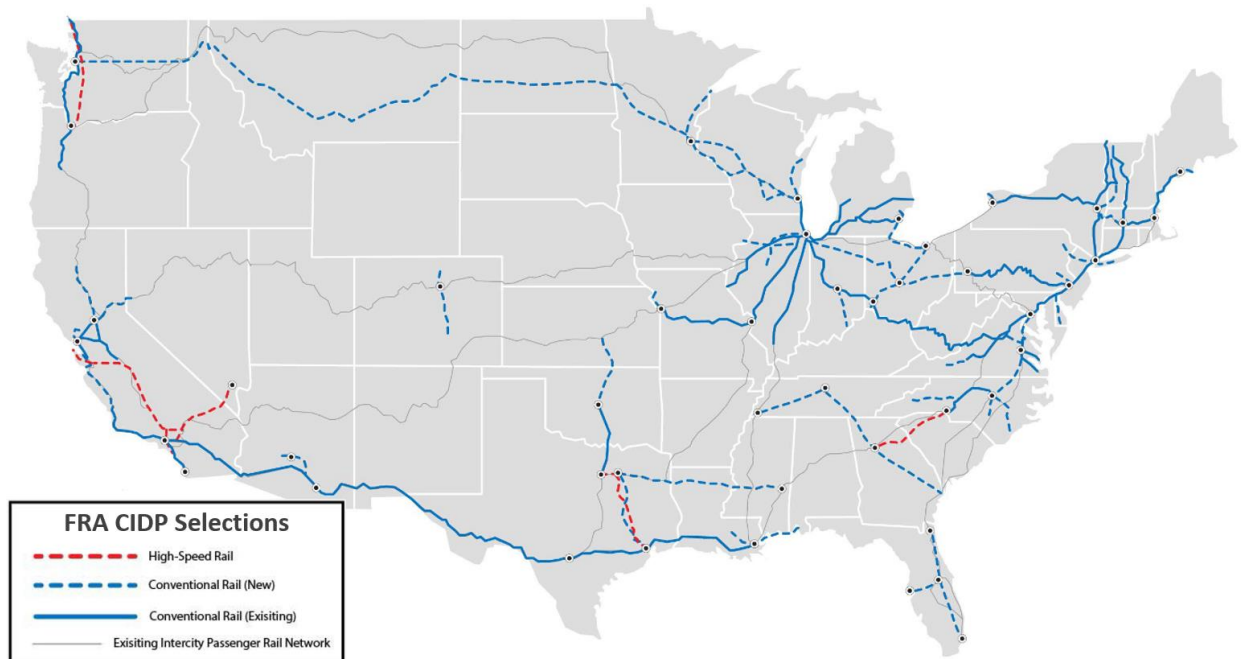 FRA CIDP Selections
High-Speed Rail
Conventional Rail (New)
Conventional Rail (Exisiting)
Exisiting Intercity Passenger Rail Network